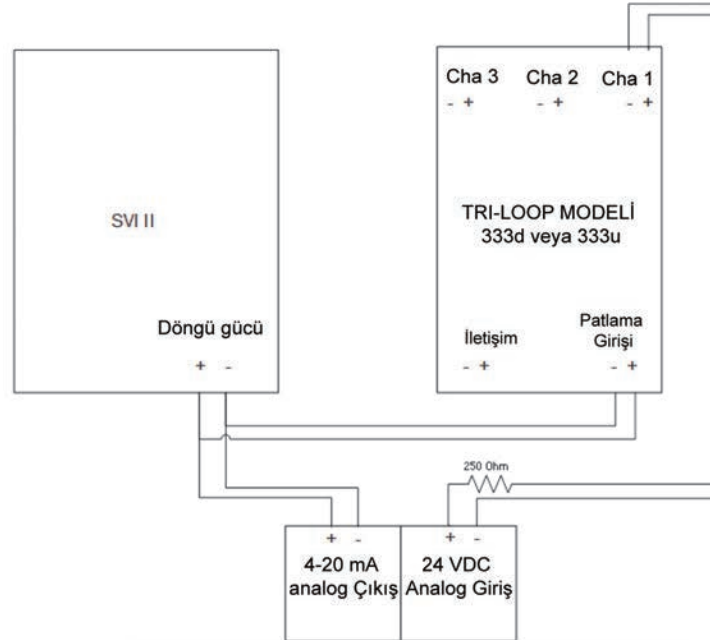 Cha 3 Cha 2 Cha 1
- + - + - +
SVI II
TRI-LOOP MODELİ
333d veya 333u
Döngü gücü
+ -
İletişim
- +
Patlama
Girişi
- +
250 Ohm
+ -
4-20 mA
analog Çıkış
+ -
24 VDC
Analog Giriş